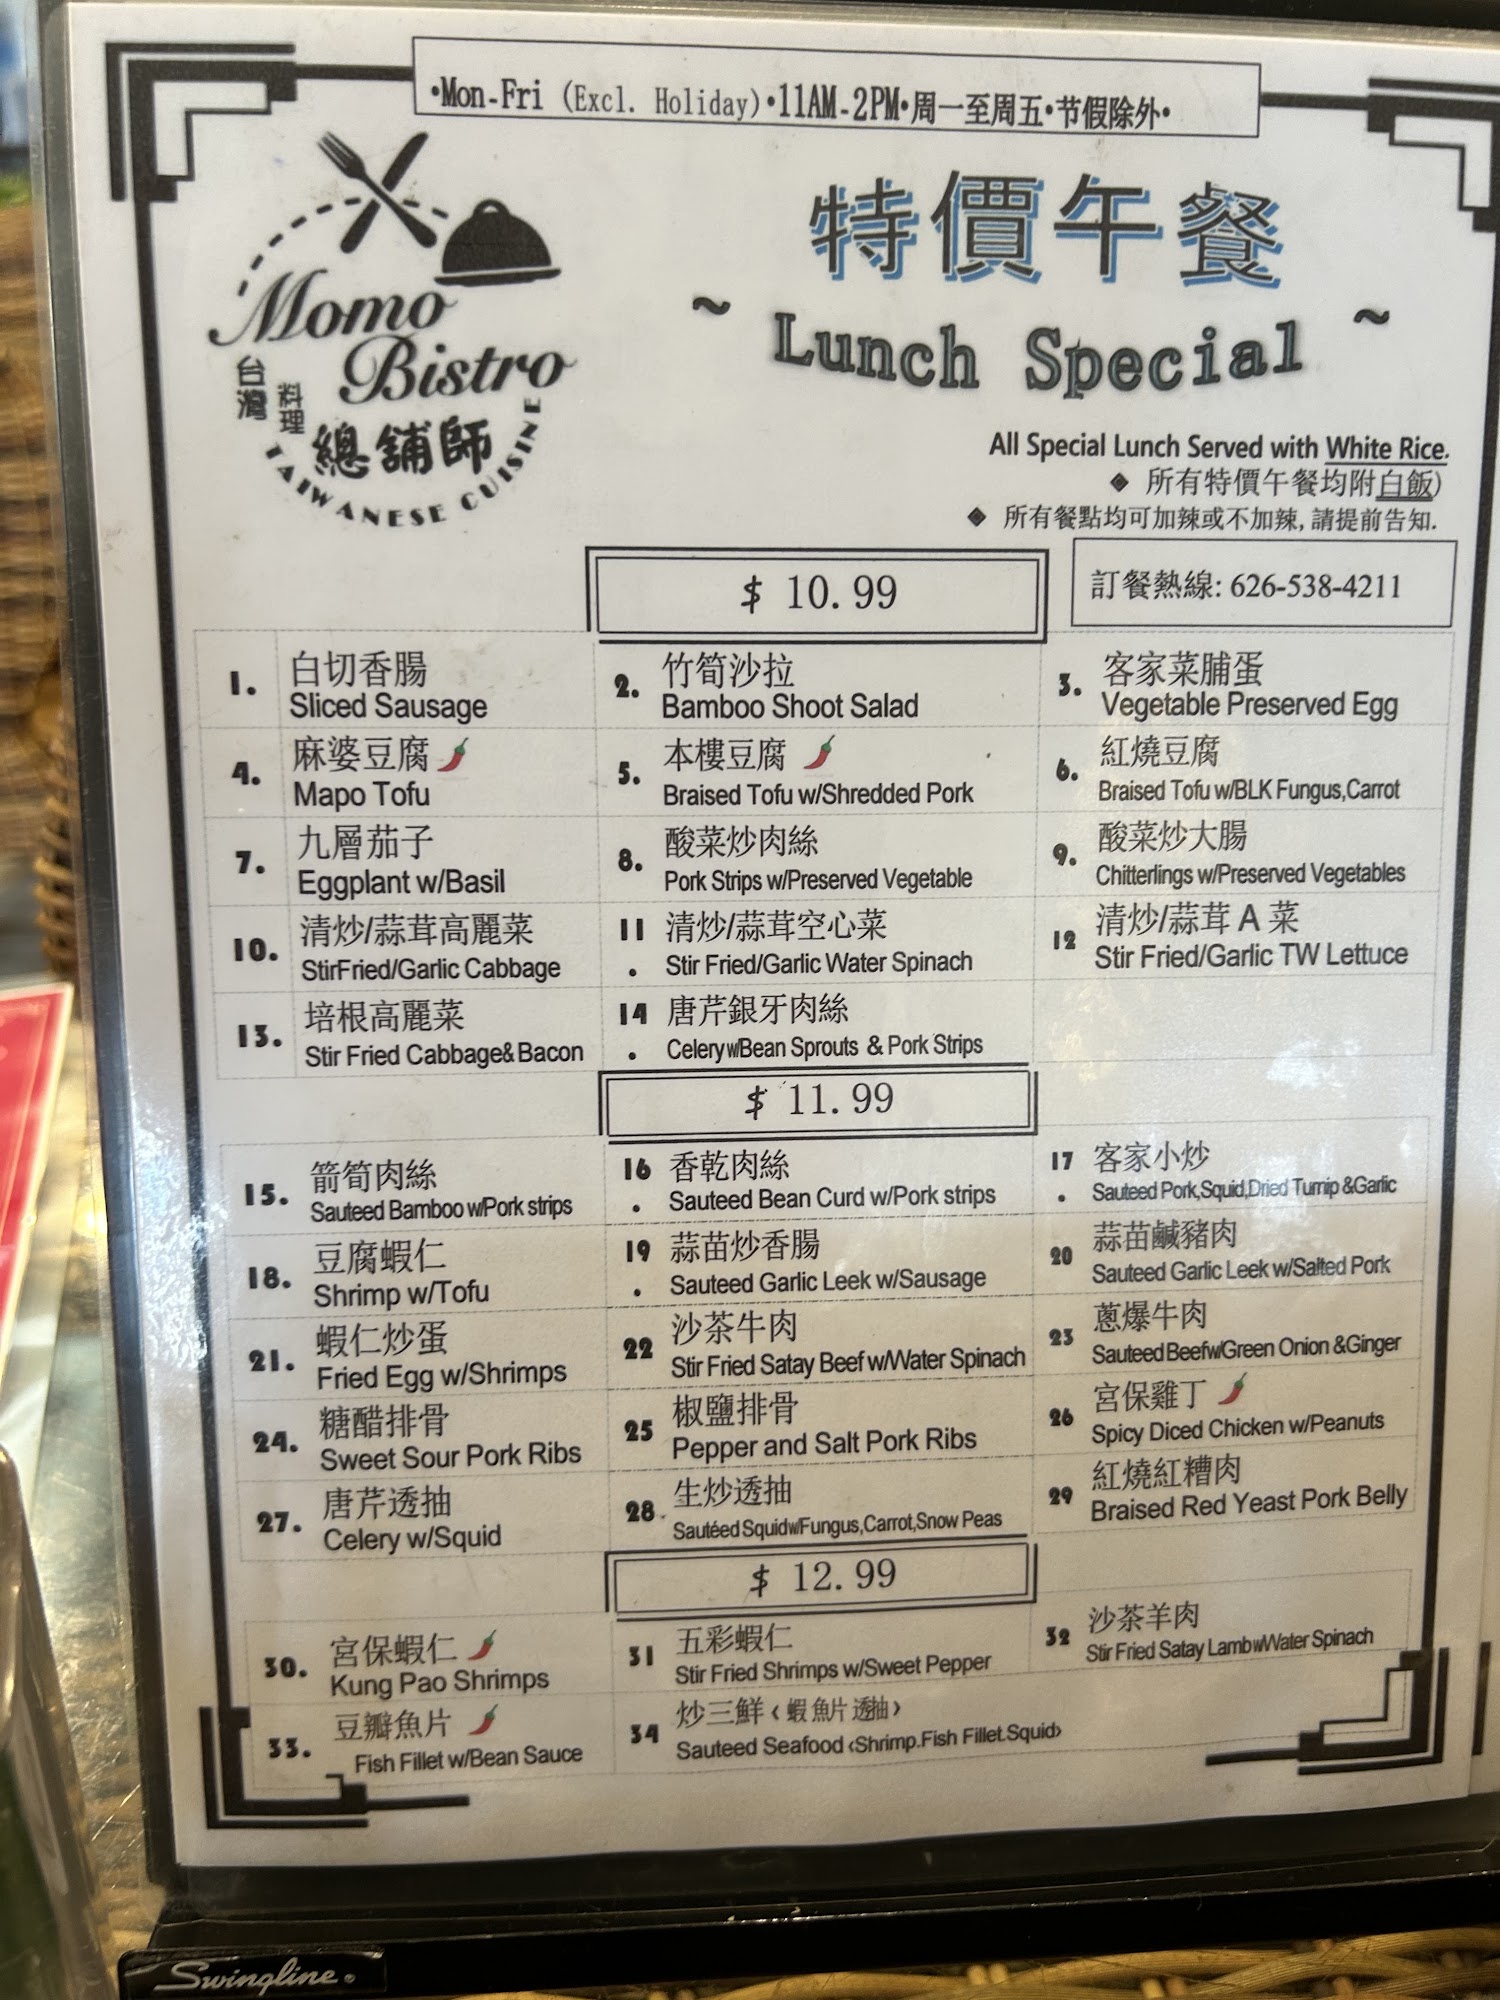 •Mon-Fri (Excl. Holiday)•11AM-2PM•周一至周五•节假除外•
Momo
Bistro
台灣
料理
總舖師
TAIWANESE CUISINE
特價午餐
~ Lunch Special ~
All Special Lunch Served with White Rice.
◆ 所有特價午餐均附白飯)
◆ 所有餐點均可加辣或不加辣, 請提前告知.
$ 10.99
訂餐熱線: 626-538-4211
1. 白切香腸
Sliced Sausage
2. 竹筍沙拉
Bamboo Shoot Salad
3. 客家菜脯蛋
Vegetable Preserved Egg
4. 麻婆豆腐
Mapo Tofu
5. 本樓豆腐
Braised Tofu w/Shredded Pork
6. 紅燒豆腐
Braised Tofu w/BLK Fungus,Carrot
7. 九層茄子
Eggplant w/Basil
8. 酸菜炒肉絲
Pork Strips w/Preserved Vegetable
9. 酸菜炒大腸
Chitterlings w/Preserved Vegetables
10. 清炒/蒜茸高麗菜
StirFried/Garlic Cabbage
11. 清炒/蒜茸空心菜
Stir Fried/Garlic Water Spinach
12 清炒/蒜茸 A 菜
Stir Fried/Garlic TW Lettuce
13. 培根高麗菜
Stir Fried Cabbage&Bacon
14. 唐芹銀牙肉絲
Celery w/Bean Sprouts & Pork Strips
$ 11.99
15. 箭筍肉絲
Sauteed Bamboo w/Pork strips
16. 香乾肉絲
Sauteed Bean Curd w/Pork strips
17. 客家小炒
Sauteed Pork,Squid,Dried Turnip &Garlic
18. 豆腐蝦仁
Shrimp w/Tofu
19. 蒜苗炒香腸
Sauteed Garlic Leek w/Sausage
20 蒜苗鹹豬肉
Sauteed Garlic Leek w/Salted Pork
21. 蝦仁炒蛋
Fried Egg w/Shrimps
22 沙茶牛肉
Stir Fried Satay Beef w/Water Spinach
23 蔥爆牛肉
Sauteed Beef w/Green Onion &Ginger
24. 糖醋排骨
Sweet Sour Pork Ribs
25 椒鹽排骨
Pepper and Salt Pork Ribs
26 宮保雞丁
Spicy Diced Chicken w/Peanuts
27. 唐芹透抽
Celery w/Squid
28. 生炒透抽
Sautéed Squid w/Fungus,Carrot,Snow Peas
29 紅燒紅糟肉
Braised Red Yeast Pork Belly
$ 12.99
30. 宮保蝦仁
Kung Pao Shrimps
31 五彩蝦仁
Stir Fried Shrimps w/Sweet Pepper
32 沙茶羊肉
Stir Fried Satay Lamb w/Water Spinach
33. 豆瓣魚片
Fish Fillet w/Bean Sauce
34 炒三鮮‹蝦 魚片 透抽›
Sauteed Seafood ‹Shrimp.Fish Fillet.Squid›
Swingline.